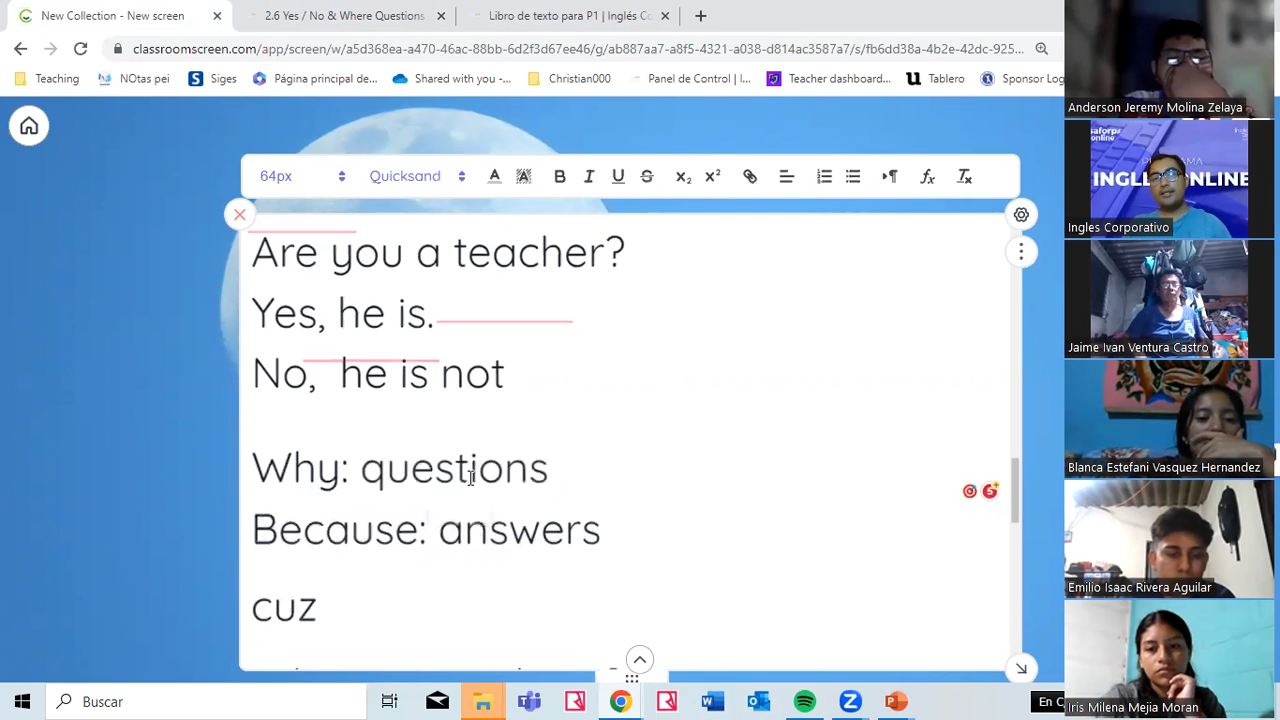 New Collection - New screen
2.6 Yes / No & Where Questions
Libro de texto para P1 | Inglés Co
classroomscreen.com/app/screen/w/a5d368ea-a470-46ac-88bb-6d2f3d67ee46/g/ab887aa7-a8f5-4321-a038-d814ac3587a7/s/fb6dd38a-4b2e-42dc-925...
Teaching
NOtas pei
Siges
Página principal de...
Shared with you -...
Christian000
Panel de Control | I...
Teacher dashboar...
Tablero
Sponsor Log
64px
Quicksand
Are you a teacher?
Yes, he is.
No, he is not
Why: questions
Because: answers
cuz
Anderson Jeremy Molina Zelaya
INGL
ONLINE
Ingles Corporativo
Jaime Ivan Ventura Castro
Blanca Estefani Vasquez Hernandez
Emilio Isaac Rivera Aguilar
Iris Milena Mejia Moran
Buscar